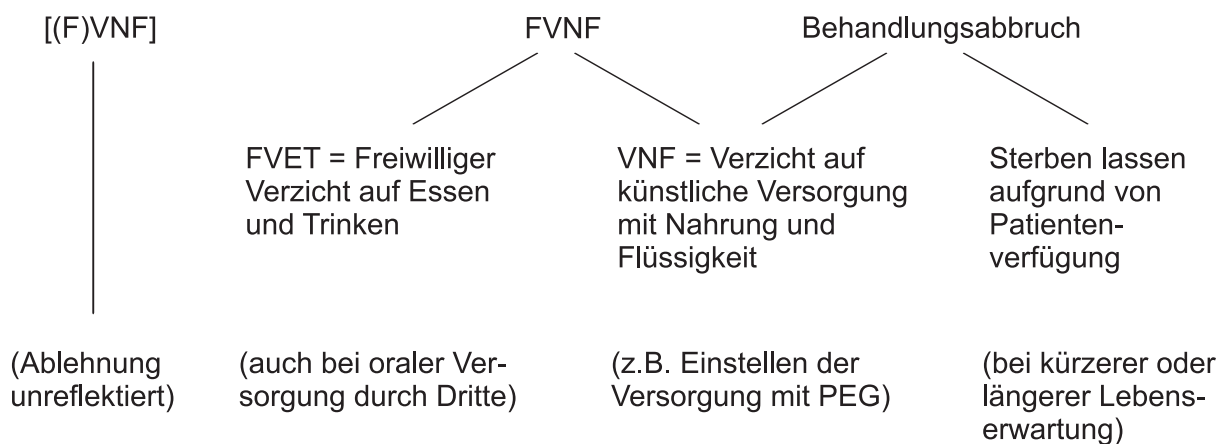 [(F)VNF]
FVNF
Behandlungsabbruch
FVET = Freiwilliger
Verzicht auf Essen
und Trinken
VNF = Verzicht auf
künstliche Versorgung
mit Nahrung und
Flüssigkeit
Sterben lassen
aufgrund von
Patienten-
verfügung
(Ablehnung
unreflektiert)
(auch bei oraler Ver-
sorgung durch Dritte)
(z.B. Einstellen der
Versorgung mit PEG)
(bei kürzerer oder
längerer Lebens-
erwartung)